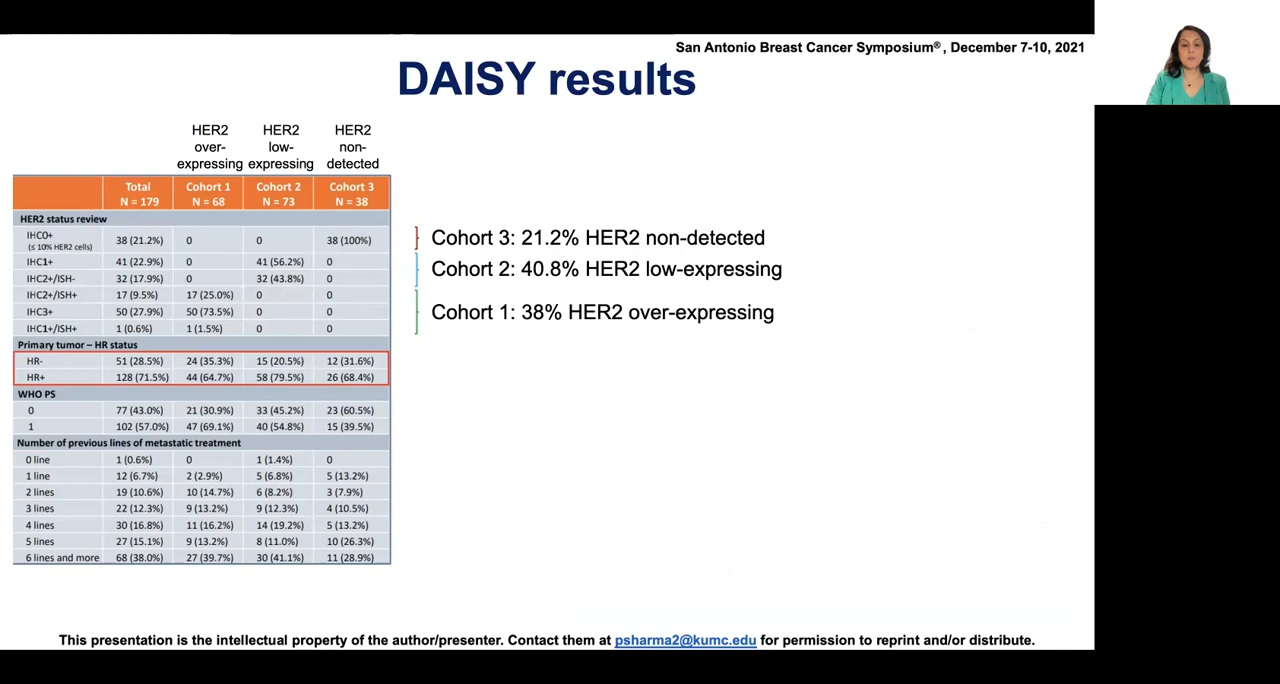 San Antonio Breast Cancer Symposium®, December 7-10, 2021
DAISY results
HER2 over-expressing HER2 low-expressing HER2 non-detected
Total N = 179 Cohort 1 N = 68 Cohort 2 N = 73 Cohort 3 N = 38
HER2 status review
IHC0+ (≤ 10% HER2 cells) 38 (21.2%) 0 0 38 (100%)
IHC1+ 41 (22.9%) 0 41 (56.2%) 0
IHC2+/ISH- 32 (17.9%) 0 32 (43.8%) 0
IHC2+/ISH+ 17 (9.5%) 17 (25.0%) 0 0
IHC3+ 50 (27.9%) 50 (73.5%) 0 0
IHC1+/ISH+ 1 (0.6%) 1 (1.5%) 0 0
Primary tumor – HR status
HR- 51 (28.5%) 24 (35.3%) 15 (20.5%) 12 (31.6%)
HR+ 128 (71.5%) 44 (64.7%) 58 (79.5%) 26 (68.4%)
WHO PS
0 77 (43.0%) 21 (30.9%) 33 (45.2%) 23 (60.5%)
1 102 (57.0%) 47 (69.1%) 40 (54.8%) 15 (39.5%)
Number of previous lines of metastatic treatment
0 line 1 (0.6%) 0 1 (1.4%) 0
1 line 12 (6.7%) 2 (2.9%) 5 (6.8%) 5 (13.2%)
2 lines 19 (10.6%) 10 (14.7%) 6 (8.2%) 3 (7.9%)
3 lines 22 (12.3%) 9 (13.2%) 9 (12.3%) 4 (10.5%)
4 lines 30 (16.8%) 11 (16.2%) 14 (19.2%) 5 (13.2%)
5 lines 27 (15.1%) 9 (13.2%) 8 (11.0%) 10 (26.3%)
6 lines and more 68 (38.0%) 27 (39.7%) 30 (41.1%) 11 (28.9%)
Cohort 3: 21.2% HER2 non-detected
Cohort 2: 40.8% HER2 low-expressing
Cohort 1: 38% HER2 over-expressing
This presentation is the intellectual property of the author/presenter. Contact them at psharma2@kumc.edu for permission to reprint and/or distribute.